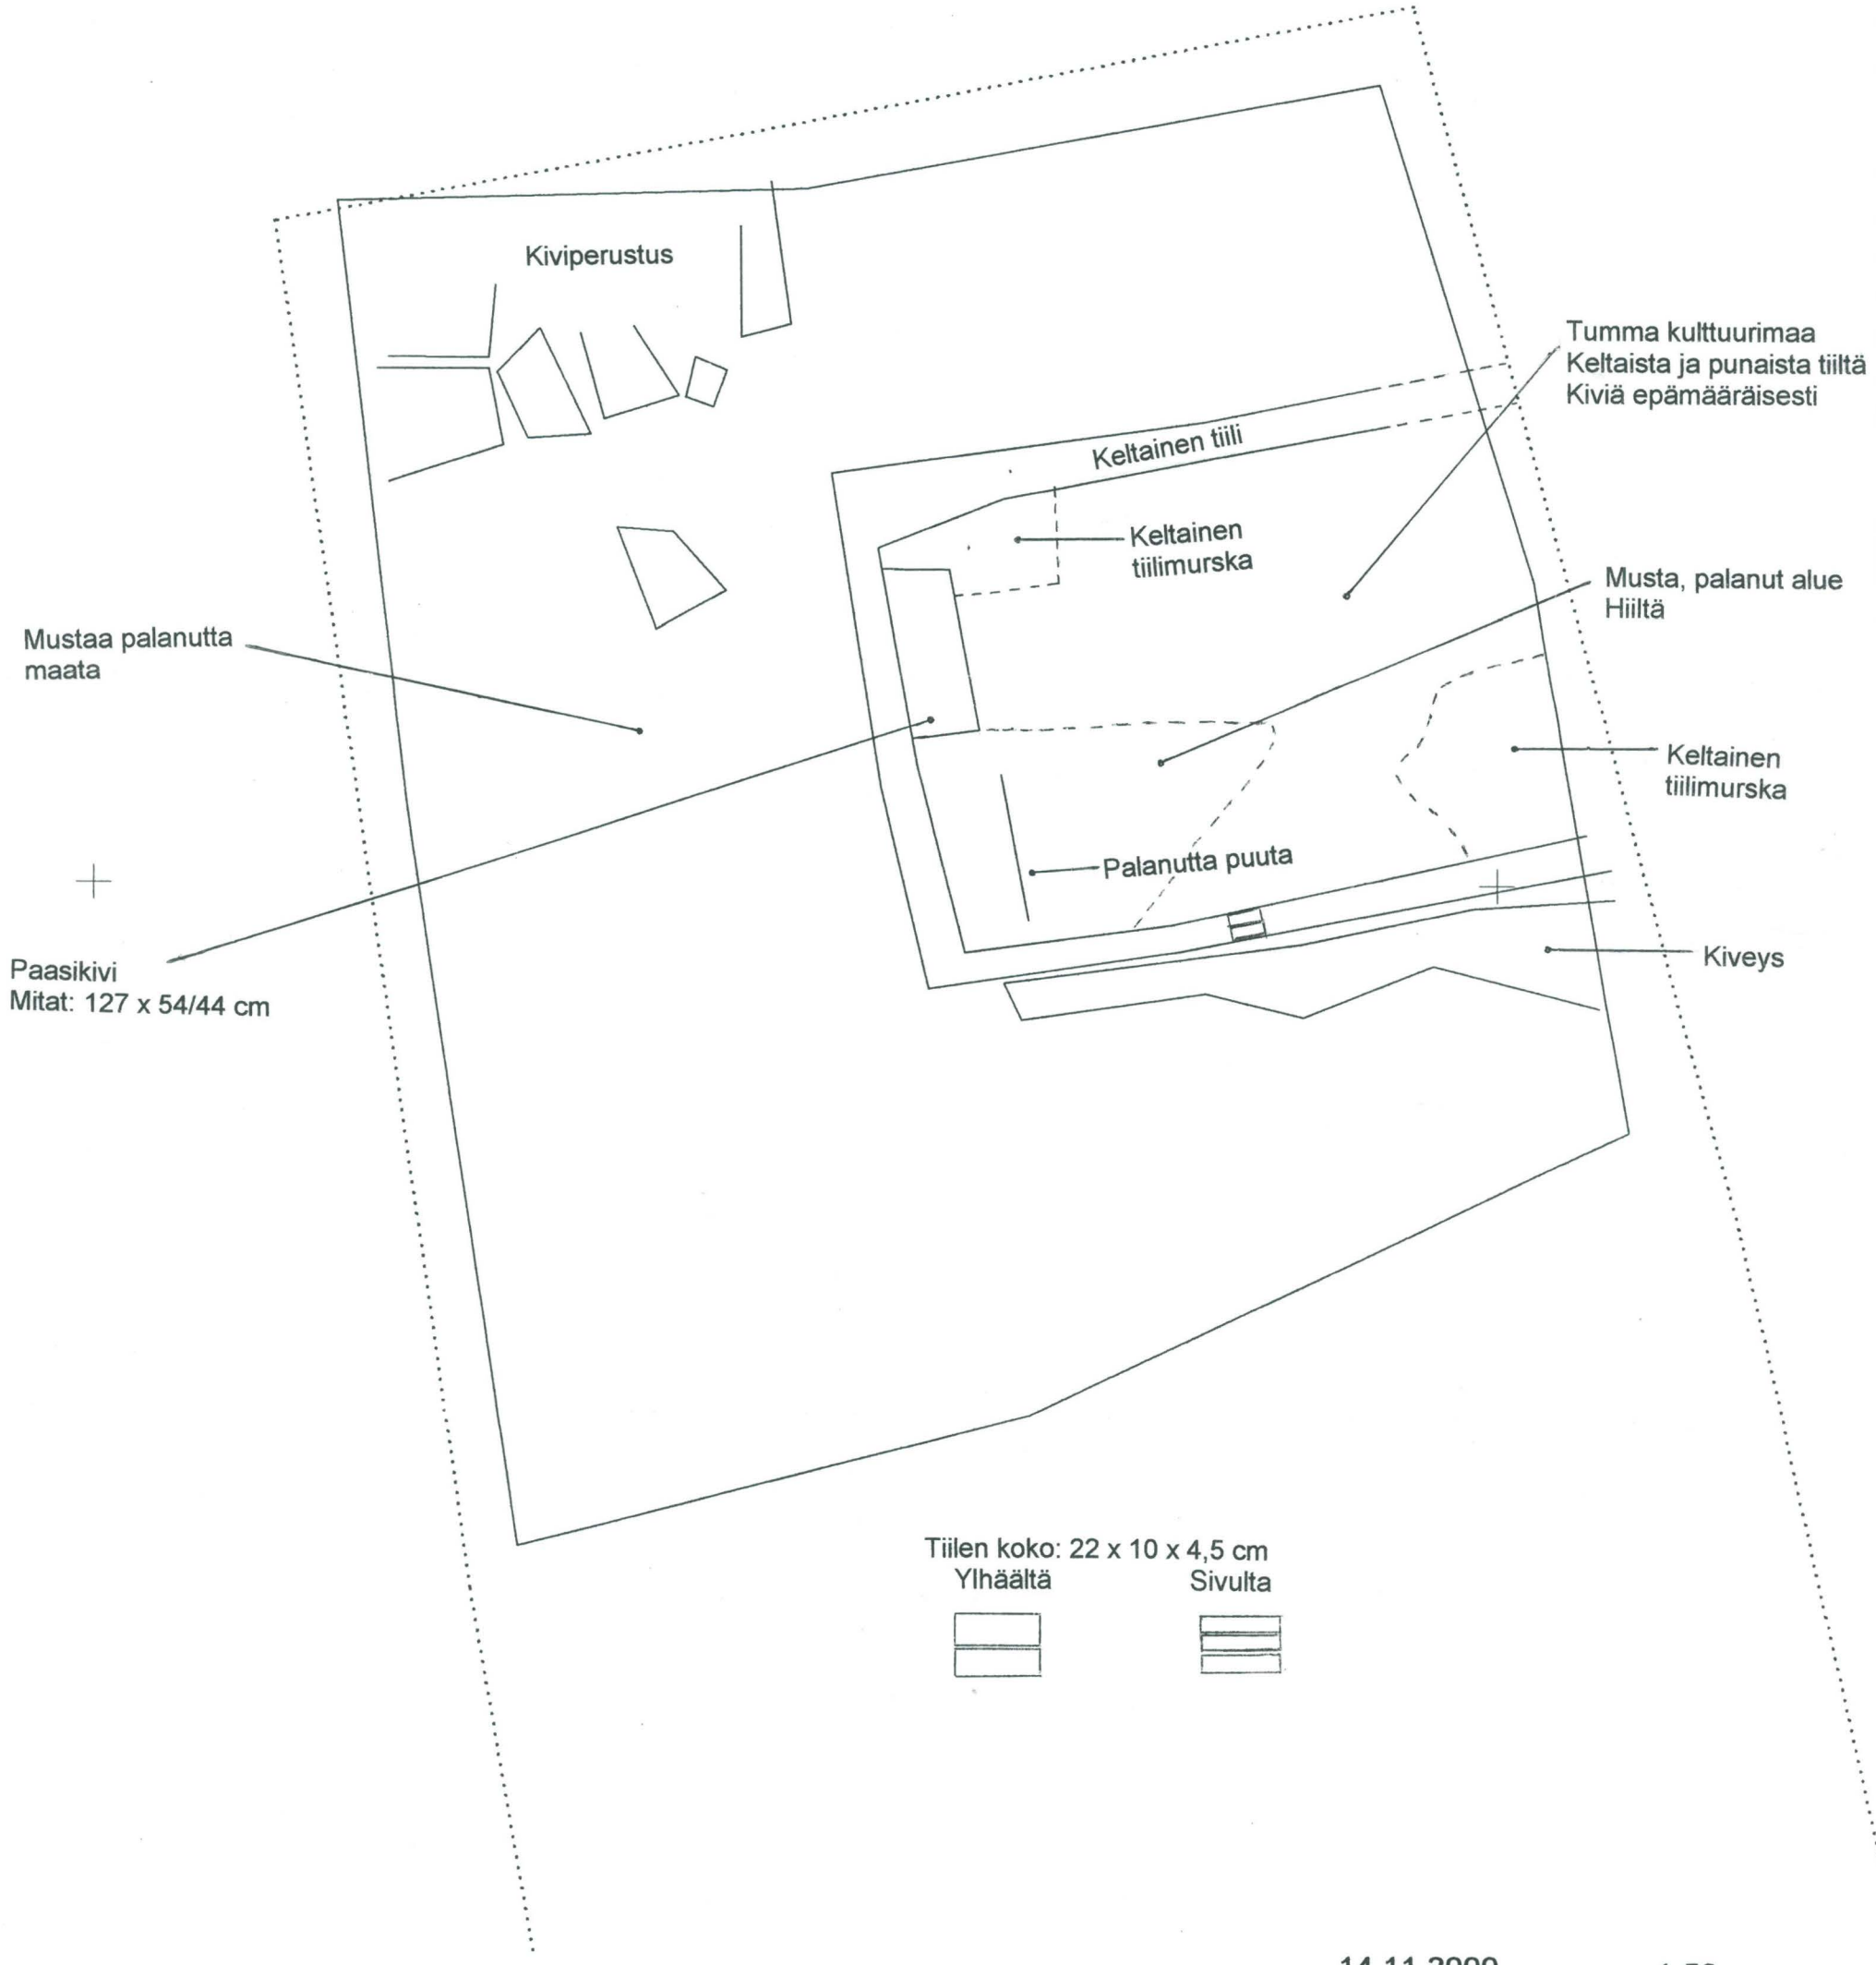 Kiviperustus
Tumma kulttuurimaa
Keltaista ja punaista tiiltä
Kiviä epämääräisesti
Keltainen tiili
Keltainen
tiilimurska
Musta, palanut alue
Hiiltä
Mustaa palanutta
maata
Keltainen
tiilimurska
Palanutta puuta
Paasikivi
Mitat: 127 x 54/44 cm
Kiveys
Tiilen koko: 22 x 10 x 4,5 cm
Ylhäältä
Sivulta